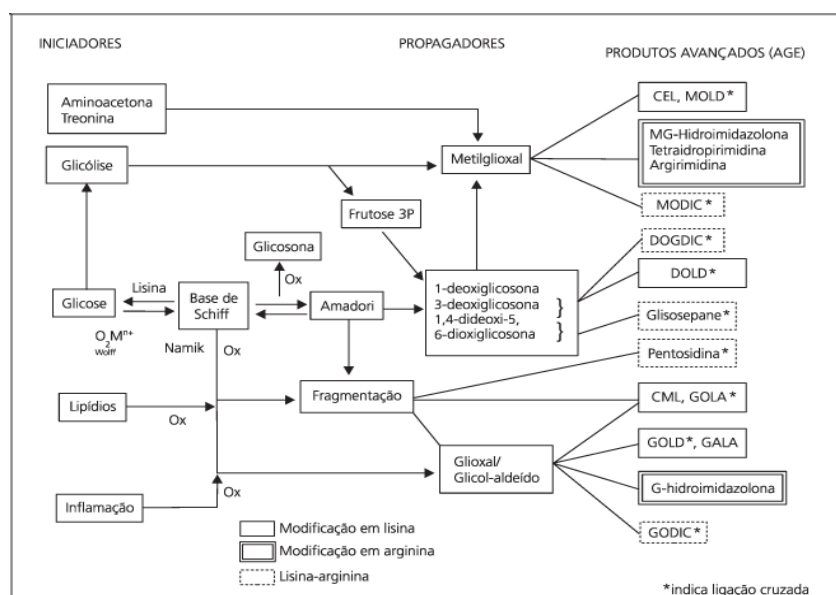 INICIADORES
PROPAGADORES
PRODUTOS AVANÇADOS (AGE)
Aminoacetona
Treonina
CEL, MOLD*
MG-Hidroimidazolona
Tetraidropirimidina
Argirimidina
Glicólise
Metilglioxal
MODIC*
Frutose 3P
DOGDIC*
Glicosona
Ox
DOLD*
Lisina
1-deoxiglicosona
3-deoxiglicosona }
1,4-dideoxi-5, }
6-dioxiglicosona
Glicose
Base de
Schiff
Amadori
Glisosepane*
O₂Mⁿ⁺
Wolff
Namik
Ox
Pentosidina*
Lipídios
Ox
Fragmentação
CML, GOLA*
GOLD*, GALA
Glioxal/
Glicol-aldeído
Ox
G-hidroimidazolona
Inflamação
GODIC*
Modificação em lisina
Modificação em arginina
Lisina-arginina
*indica ligação cruzada